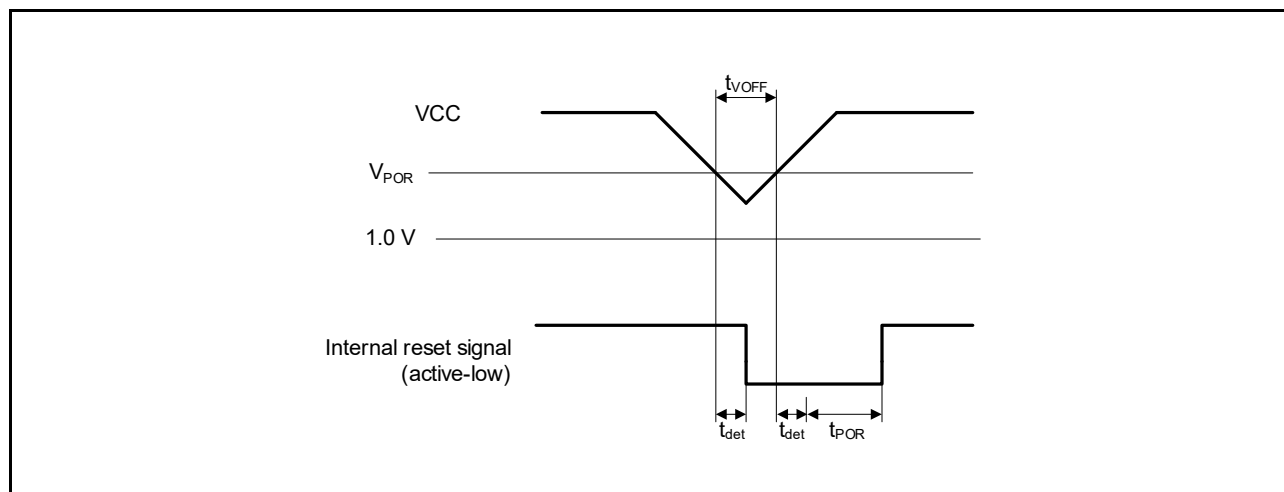 tVOFF
VCC
VPOR
1.0 V
Internal reset signal
(active-low)
tdet tdet tPOR